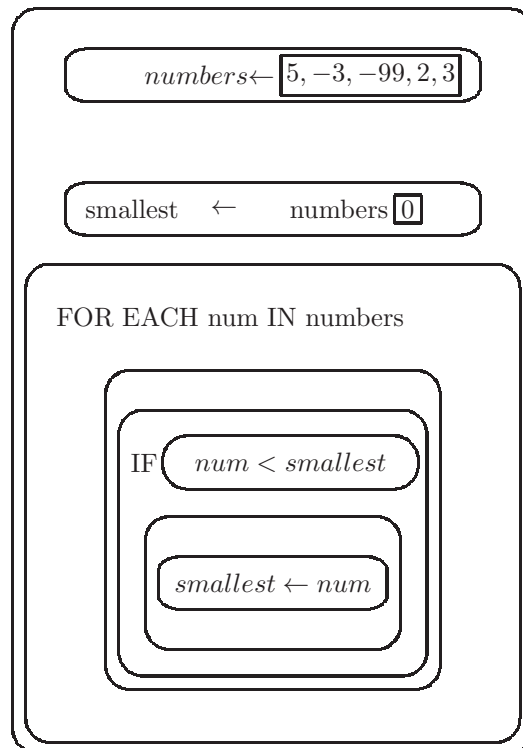 numbers← 5, −3, −99, 2, 3
smallest ← numbers 0
FOR EACH num IN numbers
IF num < smallest
smallest ← num